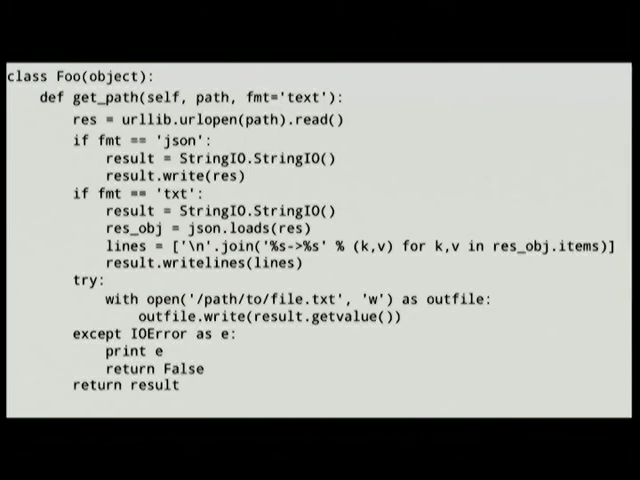 class Foo(object):
    def get_path(self, path, fmt='text'):
        res = urllib.urlopen(path).read()
        if fmt == 'json':
            result = StringIO.StringIO()
            result.write(res)
        if fmt == 'txt':
            result = StringIO.StringIO()
            res_obj = json.loads(res)
            lines = ['\n'.join('%s->%s' % (k,v) for k,v in res_obj.items)]
            result.writelines(lines)
        try:
            with open('/path/to/file.txt', 'w') as outfile:
                outfile.write(result.getvalue())
        except IOError as e:
            print e
            return False
        return result